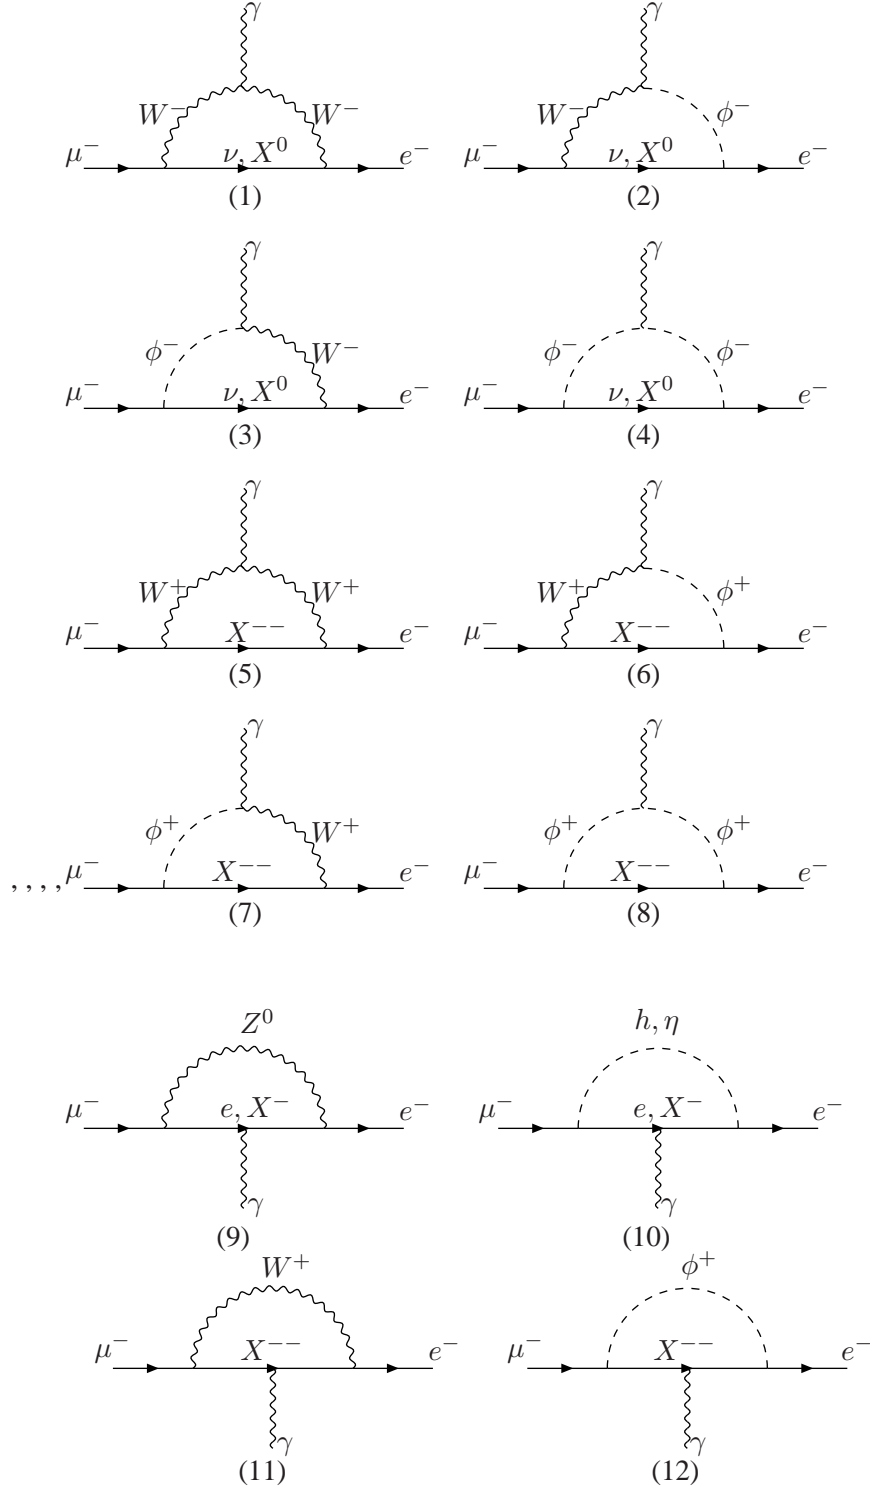 γ γ
W⁻ W⁻ W⁻ ϕ⁻
μ⁻ ν, X⁰ e⁻ μ⁻ ν, X⁰ e⁻
(1) (2)
γ γ
ϕ⁻ W⁻ ϕ⁻ ϕ⁻
μ⁻ ν, X⁰ e⁻ μ⁻ ν, X⁰ e⁻
(3) (4)
γ γ
W⁺ W⁺ W⁺ ϕ⁺
μ⁻ X⁻⁻ e⁻ μ⁻ X⁻⁻ e⁻
(5) (6)
γ γ
ϕ⁺ W⁺ ϕ⁺ ϕ⁺
, , , , μ⁻ X⁻⁻ e⁻ μ⁻ X⁻⁻ e⁻
(7) (8)
Z⁰ h, η
μ⁻ e, X⁻ e⁻ μ⁻ e, X⁻ e⁻
γ γ
(9) (10)
W⁺ ϕ⁺
μ⁻ X⁻⁻ e⁻ μ⁻ X⁻⁻ e⁻
γ γ
(11) (12)